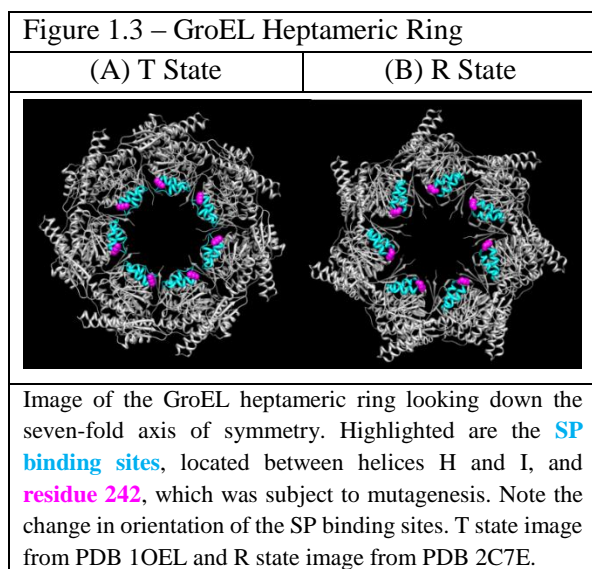 Figure 1.3 – GroEL Heptameric Ring
(A) T State
(B) R State
Image of the GroEL heptameric ring looking down the
seven-fold axis of symmetry. Highlighted are the SP
binding sites, located between helices H and I, and
residue 242, which was subject to mutagenesis. Note the
change in orientation of the SP binding sites. T state image
from PDB 1OEL and R state image from PDB 2C7E.